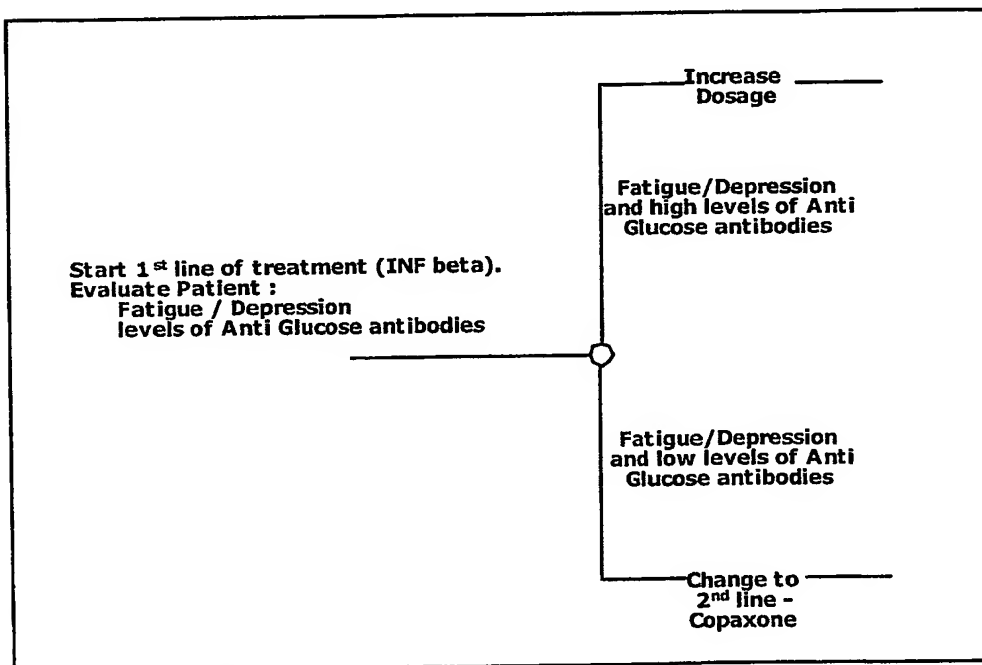 Increase
Dosage
Fatigue/Depression
and high levels of Anti
Glucose antibodies
Start 1st line of treatment (INF beta).
Evaluate Patient :
Fatigue / Depression
levels of Anti Glucose antibodies
Fatigue/Depression
and low levels of Anti
Glucose antibodies
Change to
2nd line -
Copaxone